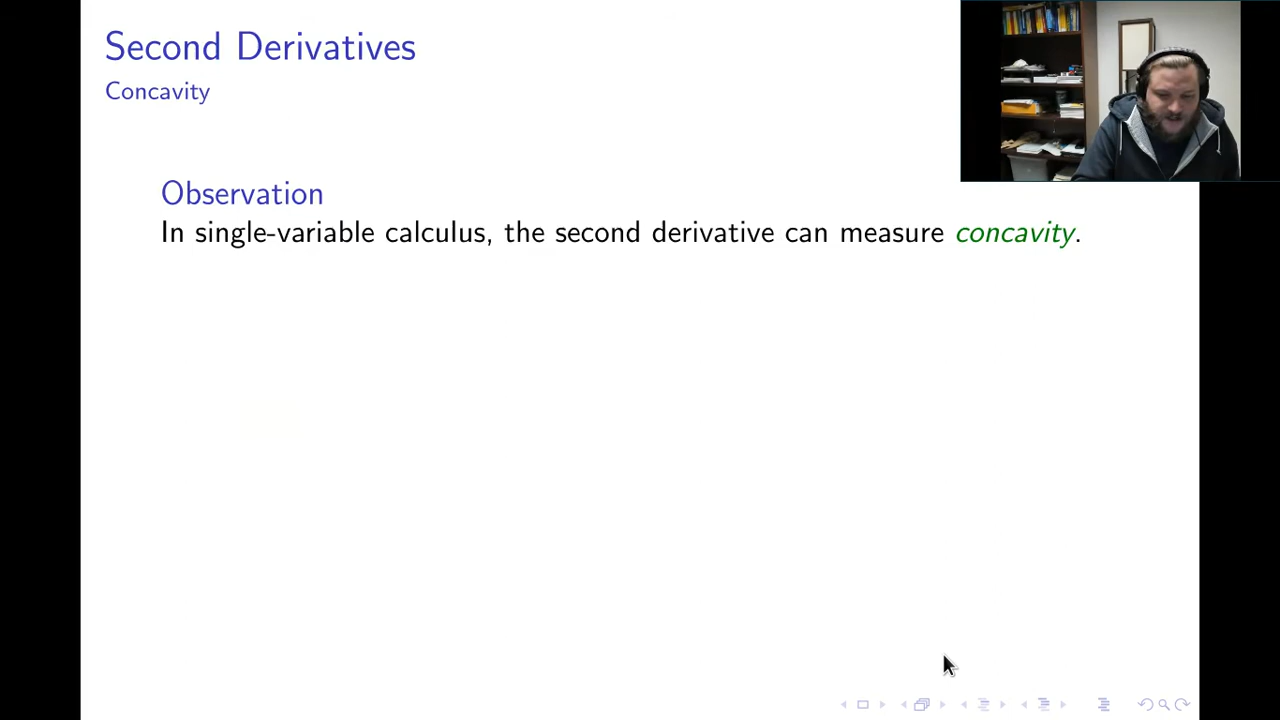 Second Derivatives
Concavity
Observation
In single-variable calculus, the second derivative can measure concavity.